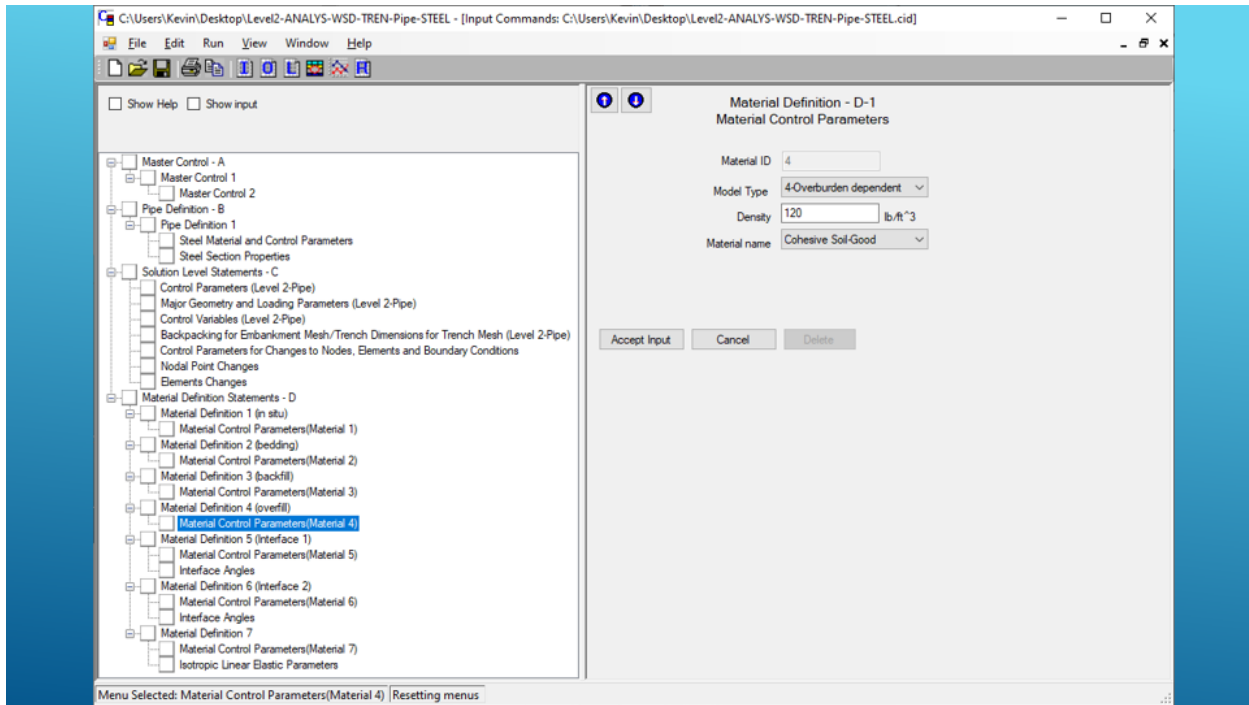 C:\Users\Kevin\Desktop\Level2-ANALYS-WSD-TREN-Pipe-STEEL - [Input Commands: C:\Users\Kevin\Desktop\Level2-ANALYS-WSD-TREN-Pipe-STEEL.cid]
File Edit Run View Window Help
I O L H
Show Help Show input
Master Control - A
Master Control 1
Master Control 2
Pipe Definition - B
Pipe Definition 1
Steel Material and Control Parameters
Steel Section Properties
Solution Level Statements - C
Control Parameters (Level 2-Pipe)
Major Geometry and Loading Parameters (Level 2-Pipe)
Control Variables (Level 2-Pipe)
Backpacking for Embankment Mesh/Trench Dimensions for Trench Mesh (Level 2-Pipe)
Control Parameters for Changes to Nodes, Elements and Boundary Conditions
Nodal Point Changes
Elements Changes
Material Definition Statements - D
Material Definition 1 (in situ)
Material Control Parameters(Material 1)
Material Definition 2 (bedding)
Material Control Parameters(Material 2)
Material Definition 3 (backfill)
Material Control Parameters(Material 3)
Material Definition 4 (overfill)
Material Control Parameters(Material 4)
Material Definition 5 (Interface 1)
Material Control Parameters(Material 5)
Interface Angles
Material Definition 6 (Interface 2)
Material Control Parameters(Material 6)
Interface Angles
Material Definition 7
Material Control Parameters(Material 7)
Isotropic Linear Elastic Parameters
Material Definition - D-1
Material Control Parameters
Material ID 4
Model Type 4-Overburden dependent
Density 120 lb/ft^3
Material name Cohesive Soil-Good
Accept Input Cancel Delete
Menu Selected: Material Control Parameters(Material 4) Resetting menus